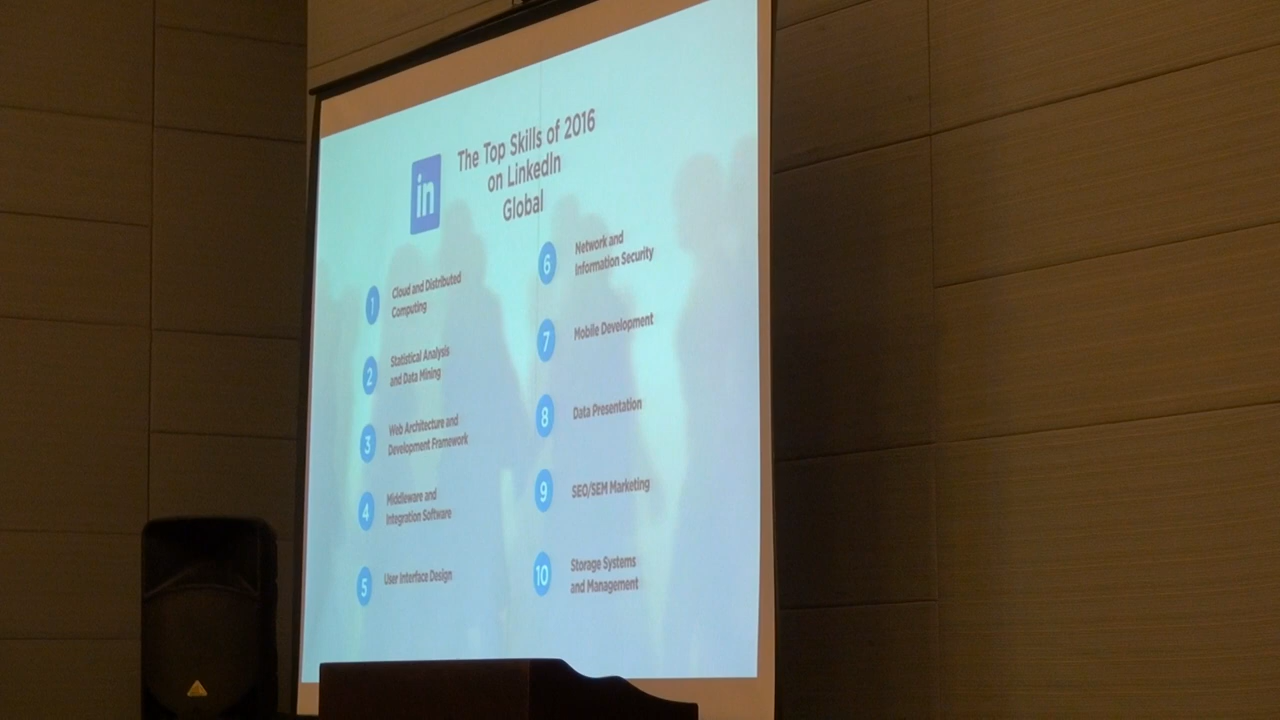 in
The Top Skills of 2016
on LinkedIn
Global
1
Cloud and Distributed
Computing
2
Statistical Analysis
and Data Mining
3
Web Architecture and
Development Framework
4
Middleware and
Integration Software
5
User Interface Design
6
Network and
Information Security
7
Mobile Development
8
Data Presentation
9
SEO/SEM Marketing
10
Storage Systems
and Management